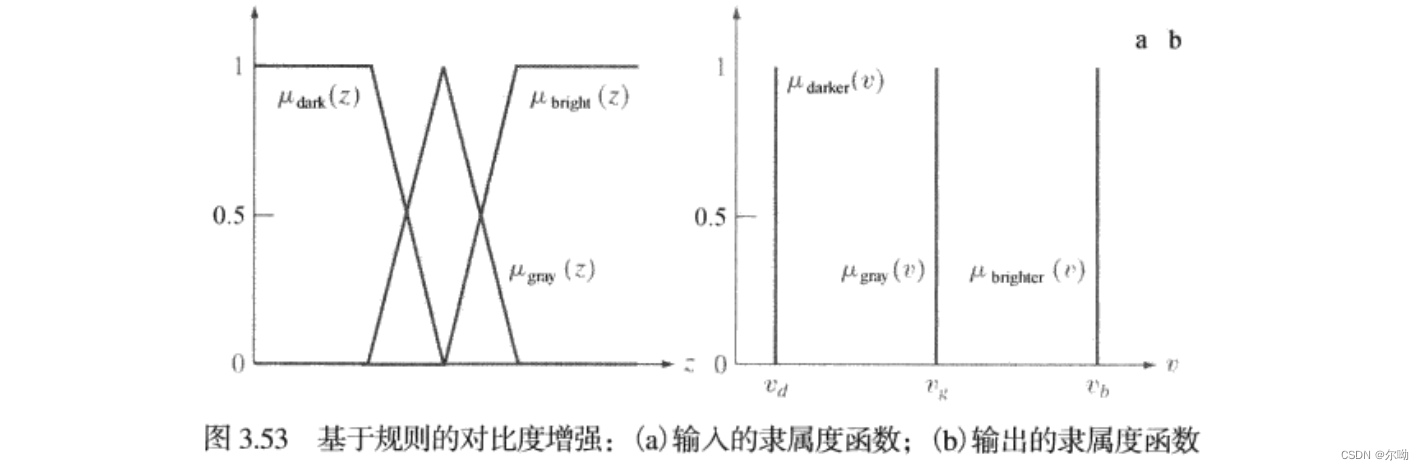 a b
1
μdark(z)
μbright(z)
0.5
μgray(z)
0
z
1
μdarker(v)
0.5
μgray(v)
μbrighter(v)
0
v
vd
vg
vb
图 3.53 基于规则的对比度增强：(a)输入的隶属度函数；(b)输出的隶属度函数
CSDN @尔呦